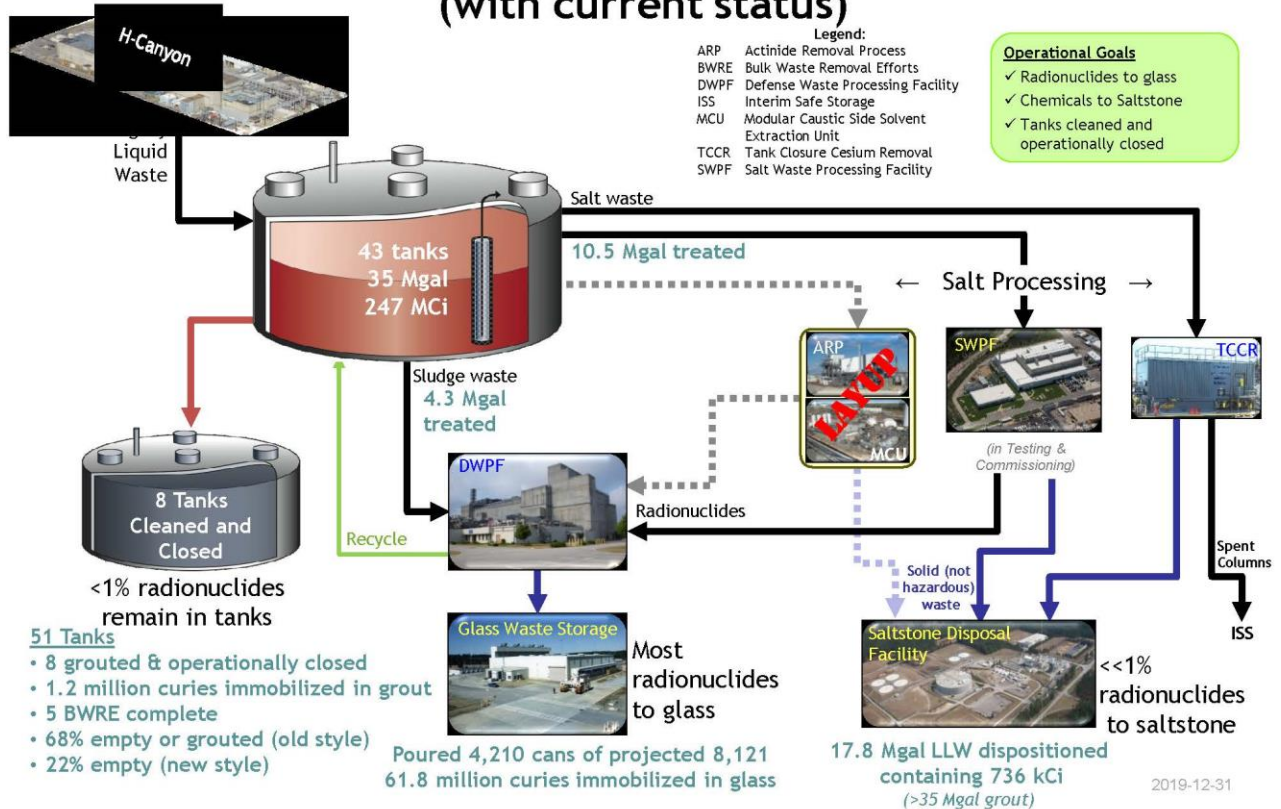 (with current status)
H-Canyon
Liquid
Waste
Legend:
ARP Actinide Removal Process
BWRE Bulk Waste Removal Efforts
DWPF Defense Waste Processing Facility
ISS Interim Safe Storage
MCU Modular Caustic Side Solvent
Extraction Unit
TCCR Tank Closure Cesium Removal
SWPF Salt Waste Processing Facility
Operational Goals
✓ Radionuclides to glass
✓ Chemicals to Saltstone
✓ Tanks cleaned and
operationally closed
Salt waste
10.5 Mgal treated
43 tanks
35 Mgal
247 MCi
← Salt Processing →
ARP
LAYUP
MCU
SWPF
TCCR
(in Testing &
Commissioning)
Sludge waste
4.3 Mgal
treated
DWPF
Radionuclides
Recycle
8 Tanks
Cleaned and
Closed
<1% radionuclides
remain in tanks
51 Tanks
• 8 grouted & operationally closed
• 1.2 million curies immobilized in grout
• 5 BWRE complete
• 68% empty or grouted (old style)
• 22% empty (new style)
Glass Waste Storage
Most
radionuclides
to glass
Poured 4,210 cans of projected 8,121
61.8 million curies immobilized in glass
Solid (not
hazardous)
waste
Spent
Columns
ISS
Saltstone Disposal
Facility
<<1%
radionuclides
to saltstone
17.8 Mgal LLW dispositioned
containing 736 kCi
(>35 Mgal grout)
2019-12-31